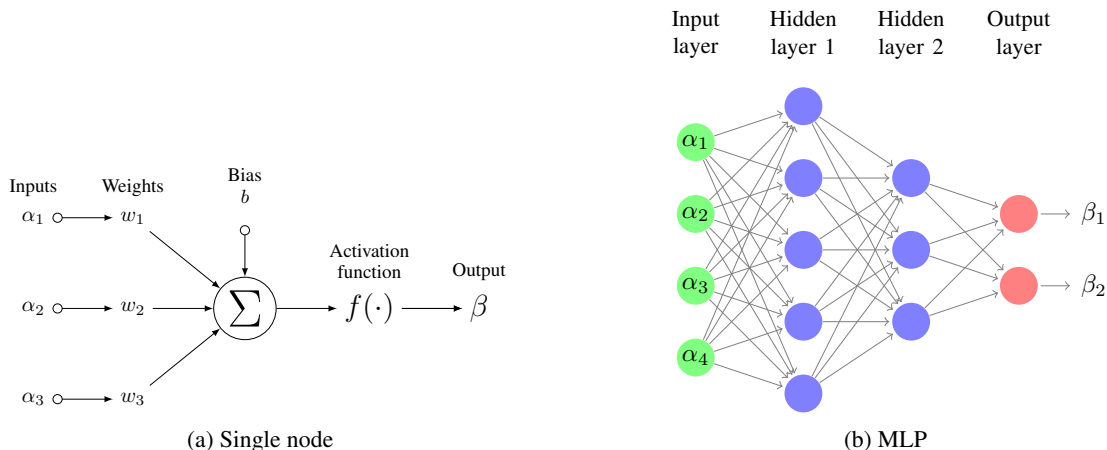 Inputs
Weights
Bias
b
α₁
w₁
α₂
w₂
α₃
w₃
∑
Activation
function
f(·)
Output
β
(a) Single node
Input
layer
Hidden
layer 1
Hidden
layer 2
Output
layer
α₁
α₂
α₃
α₄
β₁
β₂
(b) MLP